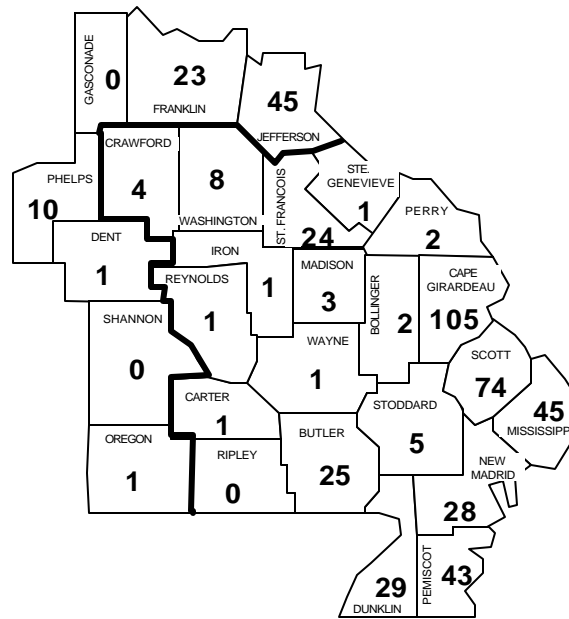 GASCONADE
0
23
FRANKLIN
45
JEFFERSON
CRAWFORD
4
8
WASHINGTON
ST. FRANCOIS
24
STE.
GENEVIEVE
1
PHELPS
10
PERRY
2
DENT
1
IRON
1
REYNOLDS
1
MADISON
3
BOLLINGER
2
CAPE
GIRARDEAU
105
SHANNON
0
WAYNE
1
SCOTT
74
CARTER
1
STODDARD
5
45
MISSISSIPP
OREGON
1
RIPLEY
0
BUTLER
25
NEW
MADRID
28
29
DUNKLIN
PEMISCOT
43